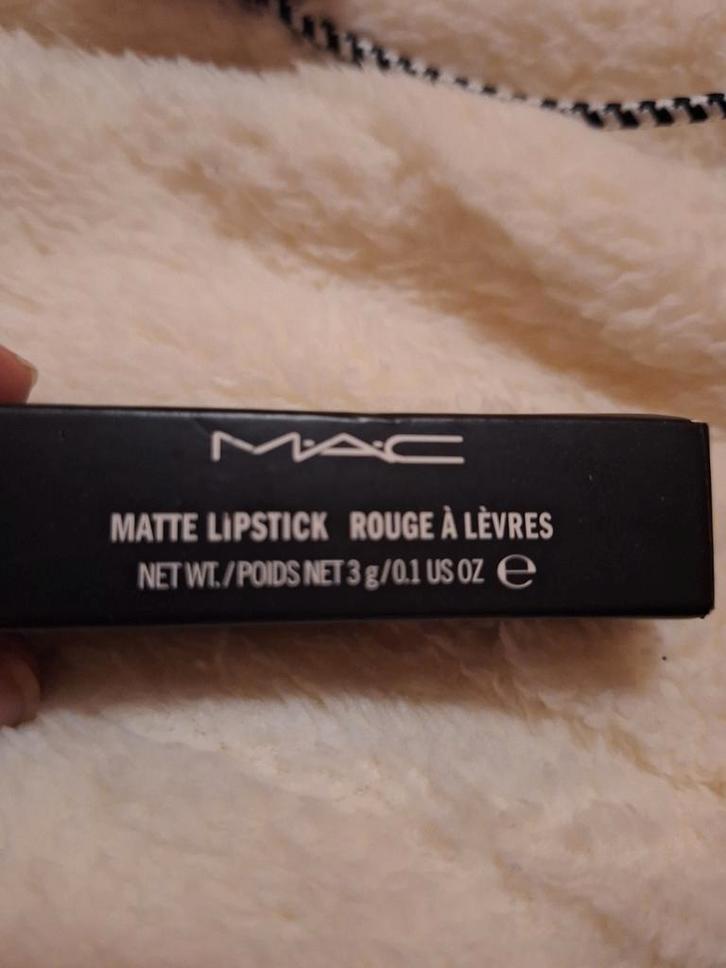 M·A·C
MATTE LIPSTICK ROUGE À LÈVRES
NET WT./POIDS NET 3 g/0.1 US OZ ℮